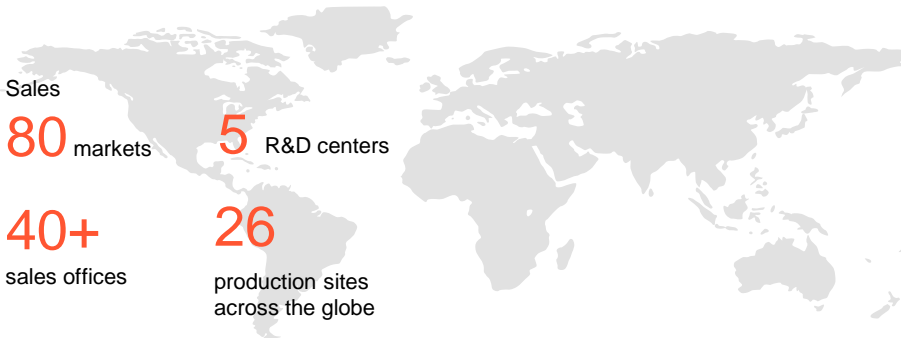 Sales
80 markets
5 R&D centers
40+
sales offices
26
production sites
across the globe